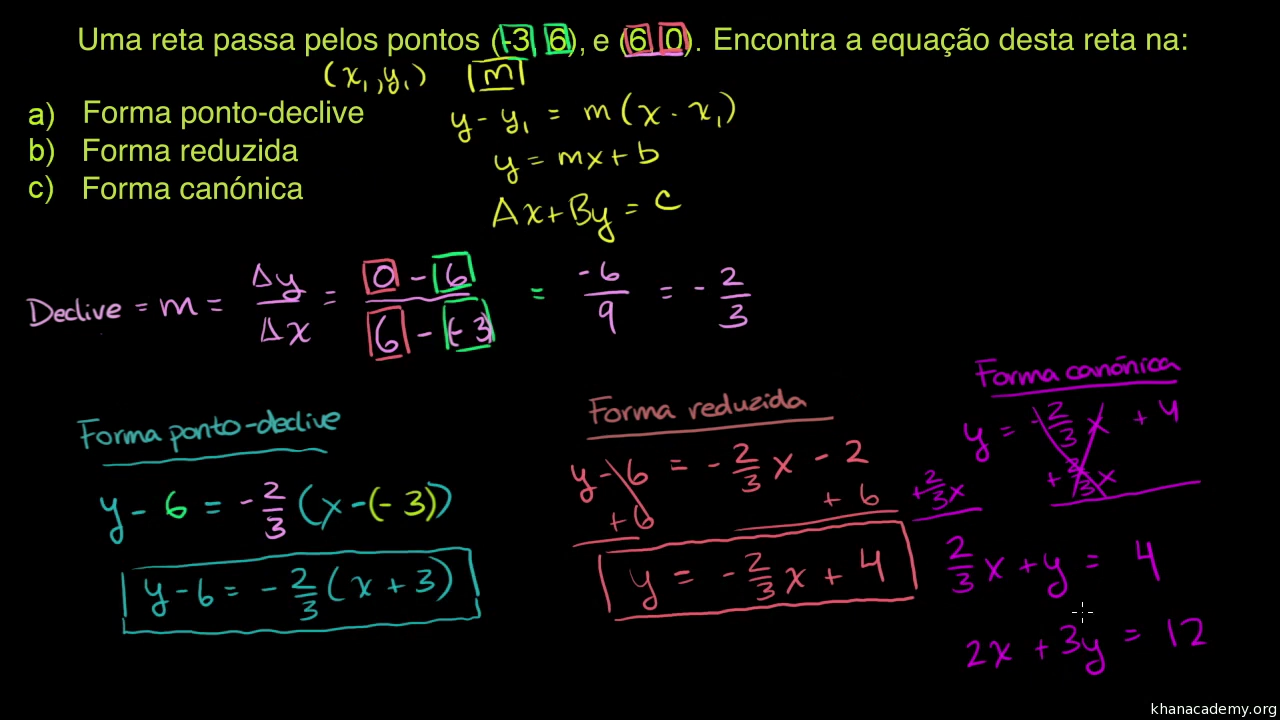 Uma reta passa pelos pontos (-3, 6), e (6, 0). Encontra a equação desta reta na:
(x₁, y₁) m
a) Forma ponto-declive
y - y₁ = m(x - x₁)
b) Forma reduzida
y = mx + b
c) Forma canónica
Ax + By = C
Declive = m = Δy/Δx = (0 - 6)/(6 - (-3)) = -6/9 = -2/3
Forma ponto-declive
y - 6 = -2/3 (x - (-3))
y - 6 = -2/3 (x + 3)
Forma reduzida
y - 6 = -2/3 x - 2
+6 +6
y = -2/3 x + 4
Forma canónica
y = -2/3 x + 4
+2/3 x +2/3 x
2/3 x + y = 4
2x + 3y = 12
khanacademy.org